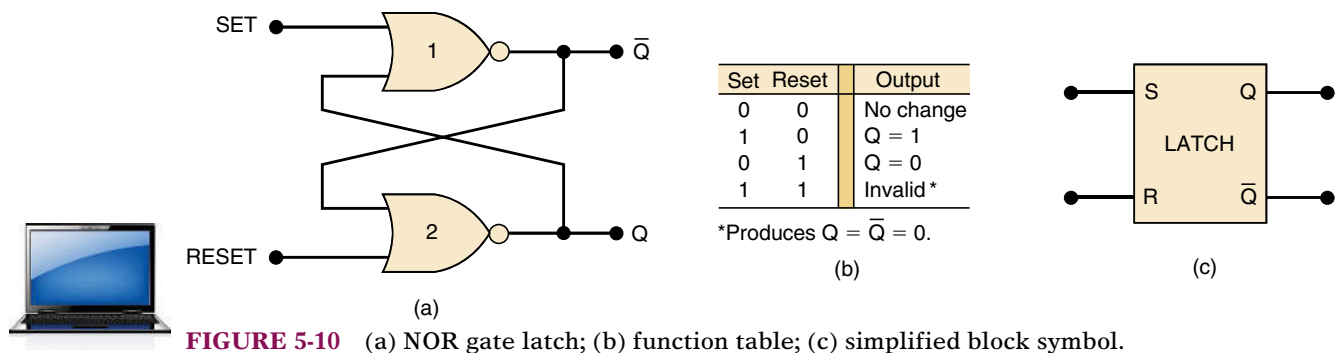 SET
1
Q̄
2
RESET
Q
(a)
Set Reset Output
0 0 No change
1 0 Q = 1
0 1 Q = 0
1 1 Invalid*
*Produces Q = Q̄ = 0.
(b)
S Q
LATCH
R Q̄
(c)
FIGURE 5-10 (a) NOR gate latch; (b) function table; (c) simplified block symbol.